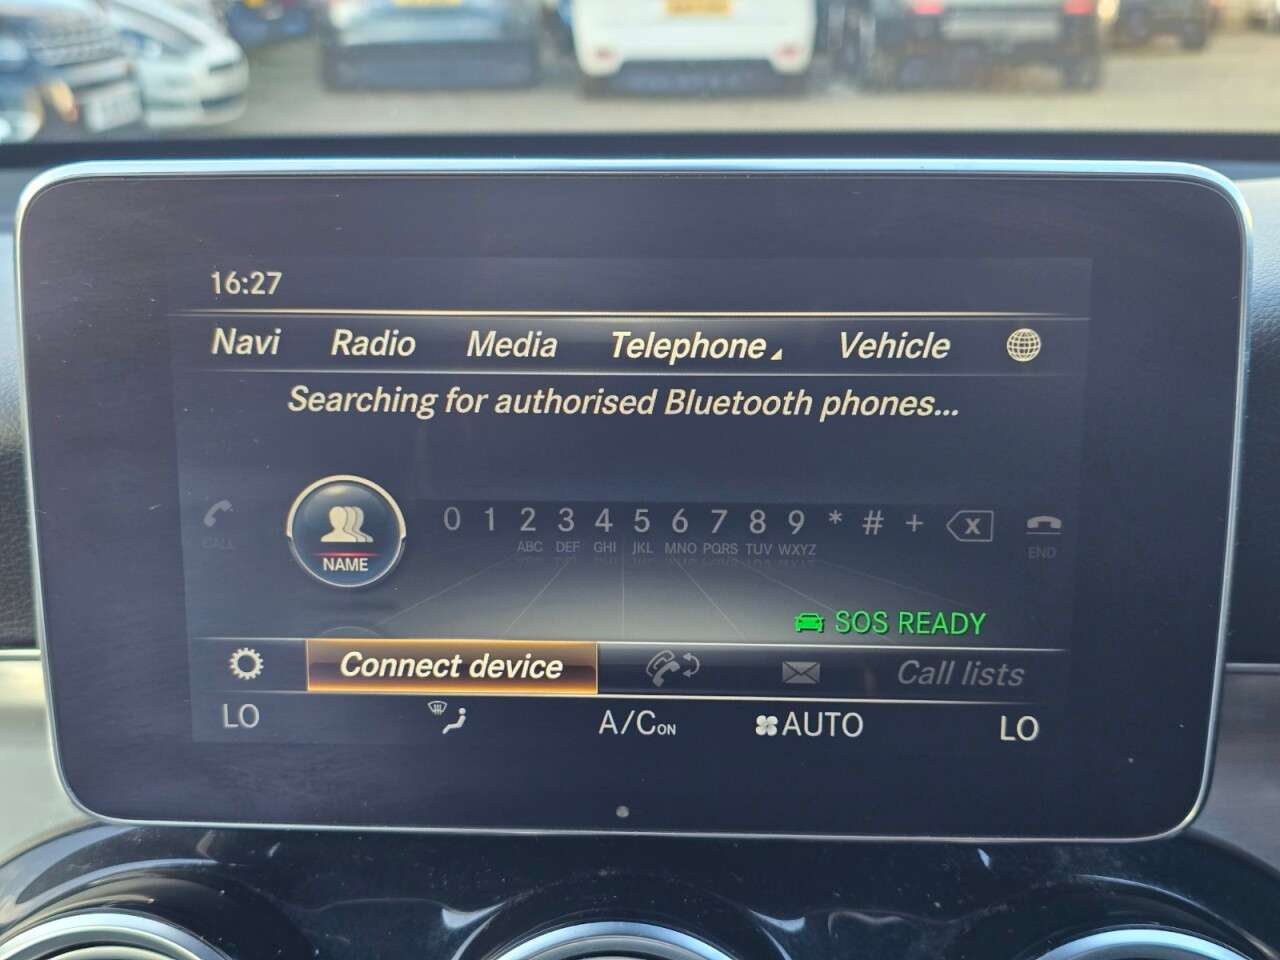 16:27
Navi Radio Media Telephone Vehicle
Searching for authorised Bluetooth phones...
CALL NAME 0 1 2 3 4 5 6 7 8 9 * # + X END
ABC DEF GHI JKL MNO PQRS TUV WXYZ
SOS READY
Connect device Call lists
LO A/C ON AUTO LO